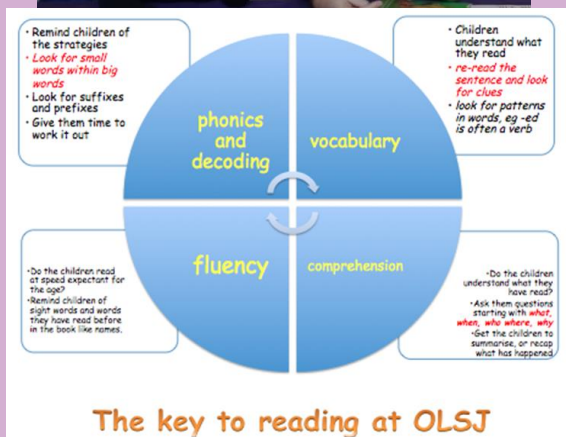 • Remind children of
the strategies
• Look for small
words within big
words
• Look for suffixes
and prefixes
• Give them time to
work it out
phonics
and
decoding
vocabulary
• Children
understand what
they read
• re-read the
sentence and look
for clues
• look for patterns
in words, eg -ed
is often a verb
•Do the children read
at speed expectant for
the age?
•Remind children of
sight words and words
they have read before
in the book like names.
fluency
comprehension
•Do the children
understand what they
have read?
•Ask them questions
starting with what,
when, who where, why
•Get the children to
summarise, or recap
what has happened
The key to reading at OLSJ